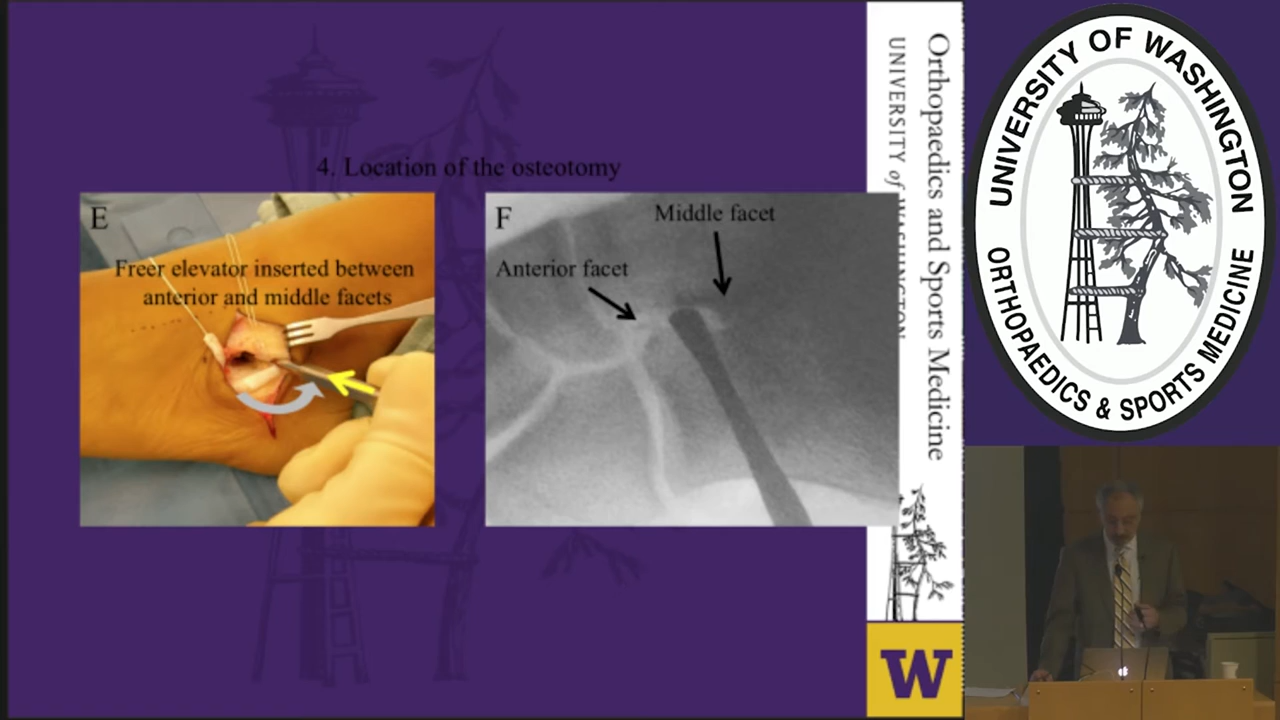 4. Location of the osteotomy
E
Freer elevator inserted between
anterior and middle facets
F
Middle facet
Anterior facet
Orthopaedics and Sports Medicine
UNIVERSITY of WASHINGTON
W
UNIVERSITY OF WASHINGTON
ORTHOPAEDICS & SPORTS MEDICINE